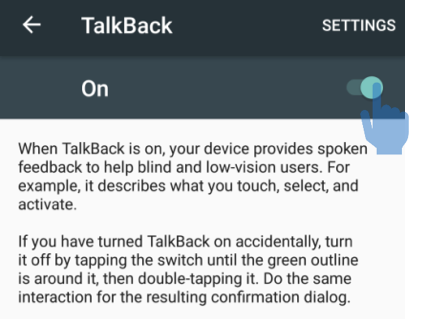 TalkBack SETTINGS
On
When TalkBack is on, your device provides spoken
feedback to help blind and low-vision users. For
example, it describes what you touch, select, and
activate.
If you have turned TalkBack on accidentally, turn
it off by tapping the switch until the green outline
is around it, then double-tapping it. Do the same
interaction for the resulting confirmation dialog.